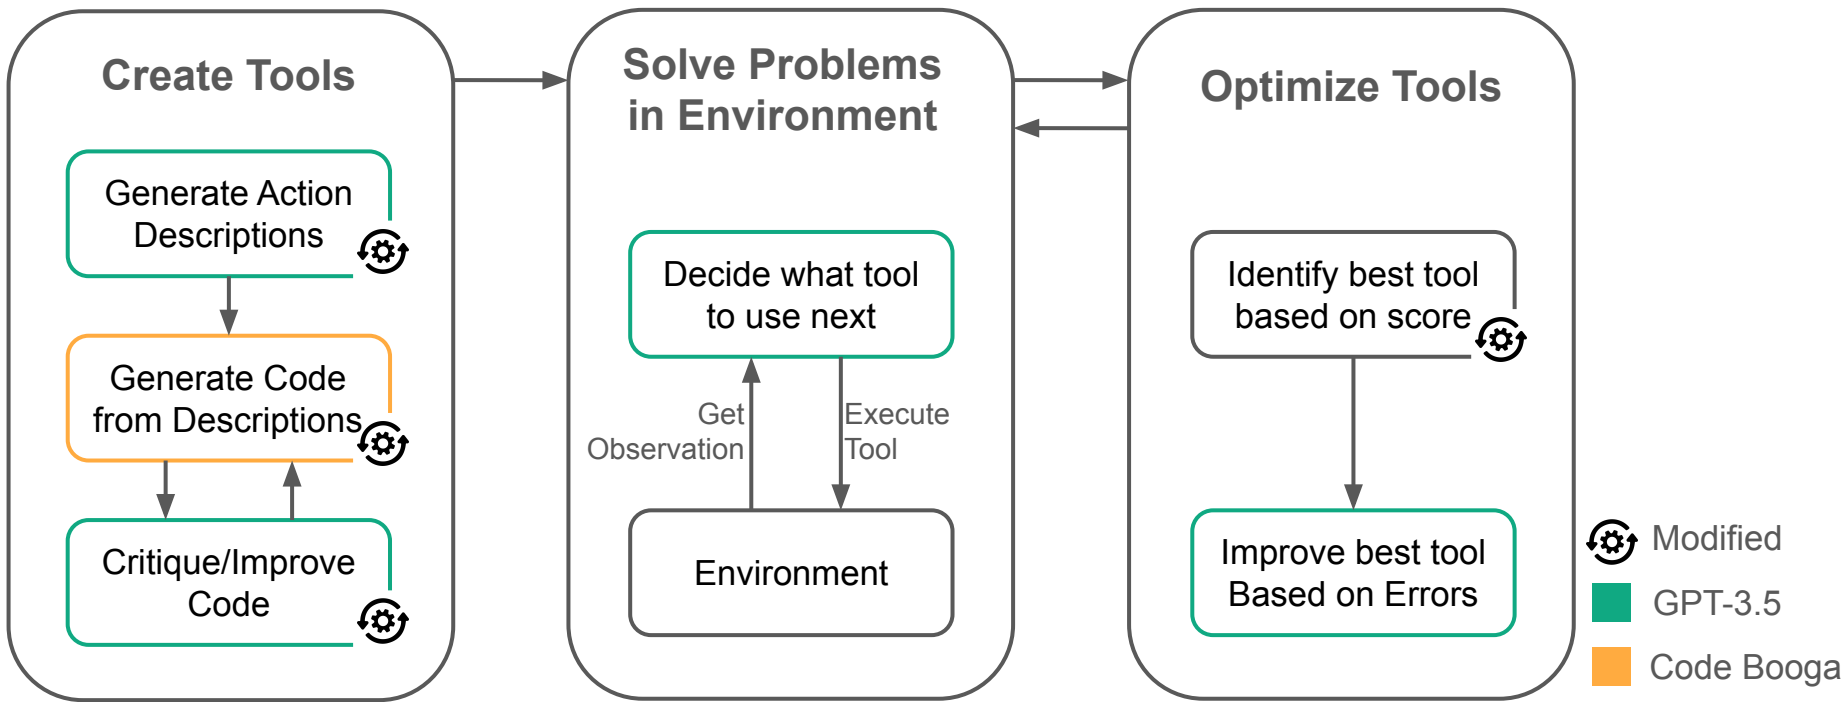 Create Tools
Generate Action
Descriptions
Generate Code
from Descriptions
Critique/Improve
Code
Solve Problems
in Environment
Decide what tool
to use next
Get
Observation
Execute
Tool
Environment
Optimize Tools
Identify best tool
based on score
Improve best tool
Based on Errors
Modified
GPT-3.5
Code Booga